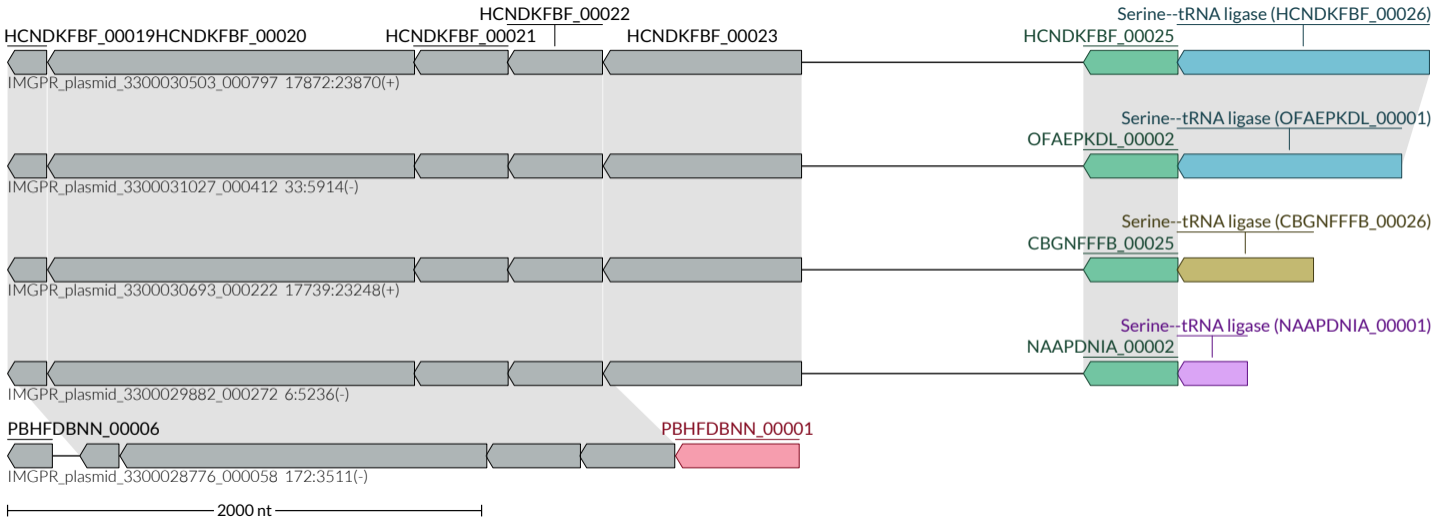 HCNDKFBF_00022
Serine--tRNA ligase (HCNDKFBF_00026)
HCNDKFBF_00019HCNDKFBF_00020
HCNDKFBF_00021
HCNDKFBF_00023
HCNDKFBF_00025
IMGPR_plasmid_3300030503_000797 17872:23870(+)
Serine--tRNA ligase (OFAEPKDL_00001)
OFAEPKDL_00002
IMGPR_plasmid_3300031027_000412 33:5914(-)
Serine--tRNA ligase (CBGNFFFB_00026)
CBGNFFFB_00025
IMGPR_plasmid_3300030693_000222 17739:23248(+)
Serine--tRNA ligase (NAAPDNIA_00001)
NAAPDNIA_00002
IMGPR_plasmid_3300029882_000272 6:5236(-)
PBHFDBNN_00006
PBHFDBNN_00001
IMGPR_plasmid_3300028776_000058 172:3511(-)
2000 nt